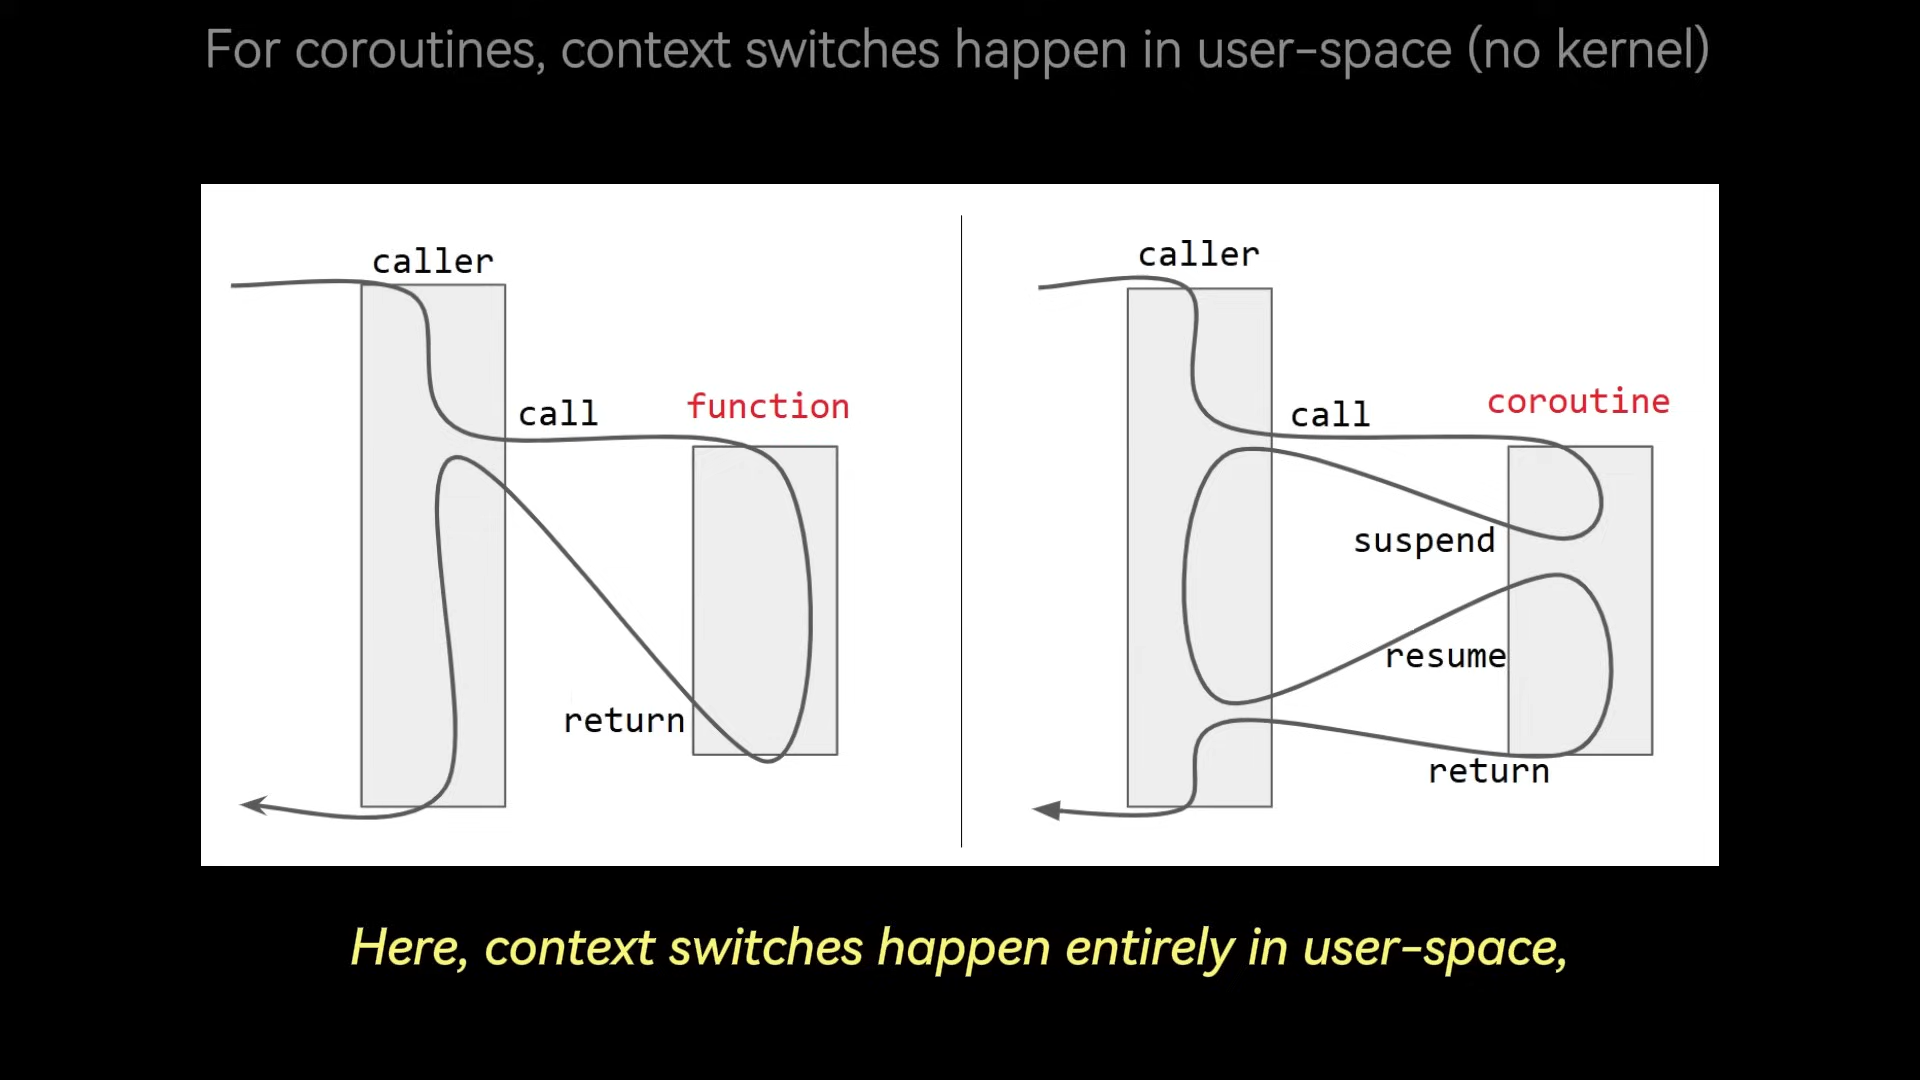 For coroutines, context switches happen in user-space (no kernel)
caller
call
function
return
caller
call
coroutine
suspend
resume
return
Here, context switches happen entirely in user-space,